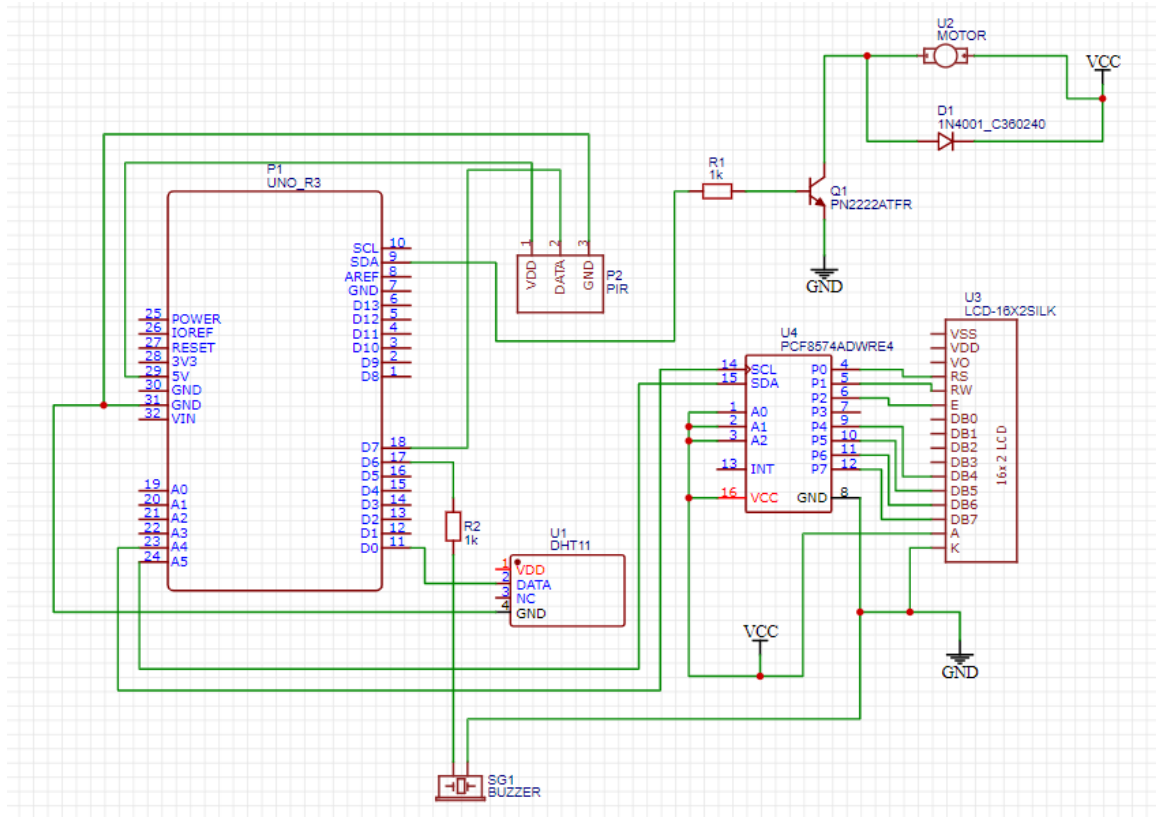 U2
MOTOR
VCC
D1
1N4001_C360240
P1
UNO_R3
R1
1k
Q1
PN2222ATFR
GND
1
2
3
VDD
DATA
GND
P2
PIR
SCL 10
SDA 9
AREF 8
GND 7
D13 6
D12 5
D11 4
D10 3
D9 2
D8 1
25 POWER
26 IOREF
27 RESET
28 3V3
29 5V
30 GND
31 GND
32 VIN
D7 18
D6 17
D5 16
D4 15
D3 14
D2 13
D1 12
D0 11
19 A0
20 A1
21 A2
22 A3
23 A4
24 A5
R2
1k
U1
DHT11
1 VDD
2 DATA
3 NC
4 GND
U4
PCF8574ADWRE4
14 SCL
15 SDA
1 A0
2 A1
3 A2
13 INT
16 VCC
P0 4
P1 5
P2 6
P3 7
P4 9
P5 10
P6 11
P7 12
GND 8
U3
LCD-16X2SILK
VSS
VDD
VO
RS
RW
E
DB0
DB1
DB2
DB3
DB4
DB5
DB6
DB7
A
K
16x2 LCD
VCC
GND
SG1
BUZZER